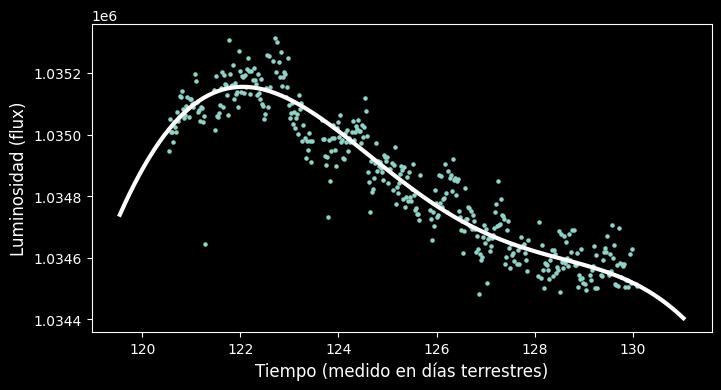 1e6
1.0352
1.0350
1.0348
1.0346
1.0344
Luminosidad (flux)
120 122 124 126 128 130
Tiempo (medido en días terrestres)